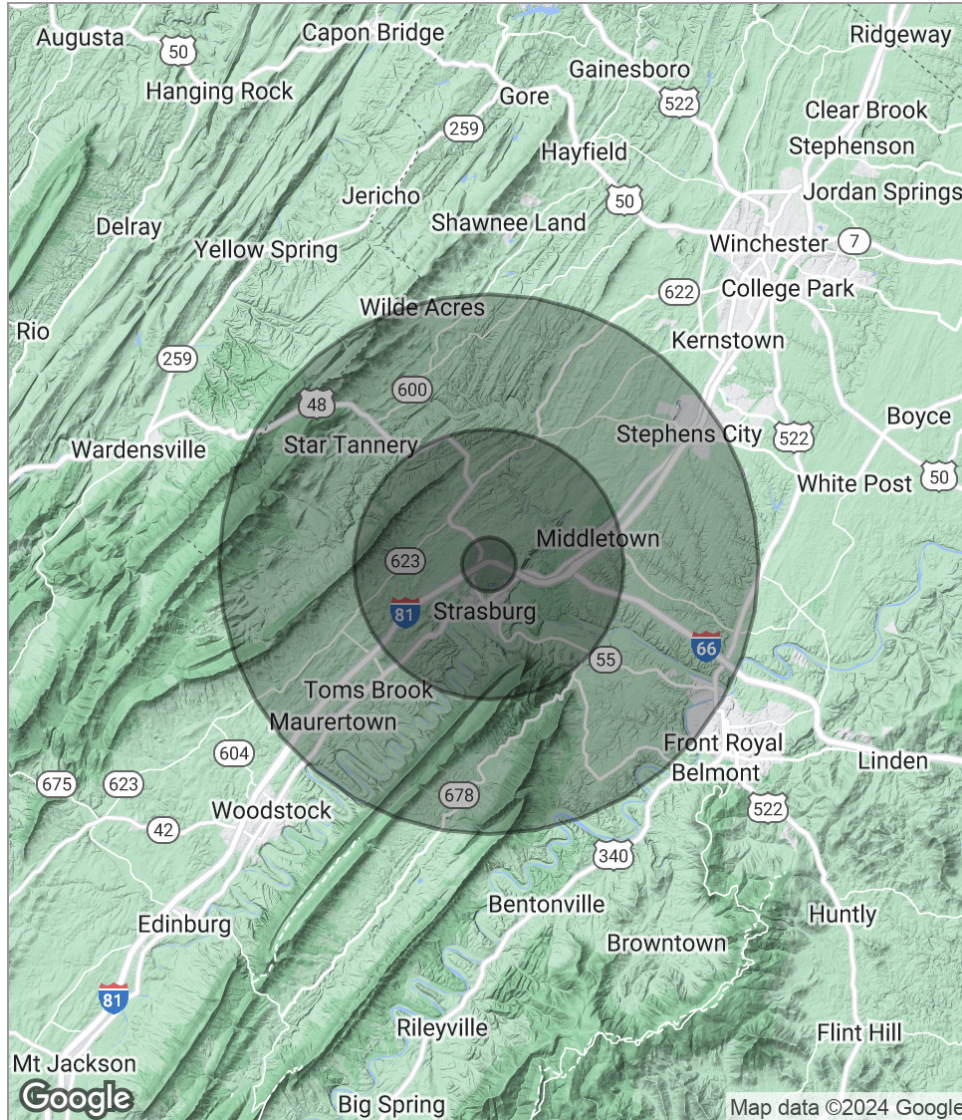 Augusta
Capon Bridge
Ridgeway
50
Gainesboro
Hanging Rock
Gore
522
Clear Brook
259
Stephenson
Hayfield
Jericho
50
Jordan Springs
Delray
Shawnee Land
Yellow Spring
Winchester
7
College Park
622
Wilde Acres
Rio
Kernstown
259
600
48
Boyce
Star Tannery
Stephens City
522
Wardensville
50
White Post
Middletown
623
81
Strasburg
66
55
Toms Brook
Maurertown
Front Royal
604
Linden
Belmont
675
623
678
Woodstock
522
42
340
Bentonville
Huntly
Edinburg
Browntown
81
Rileyville
Flint Hill
Mt Jackson
Google
Big Spring
Map data ©2024 Google